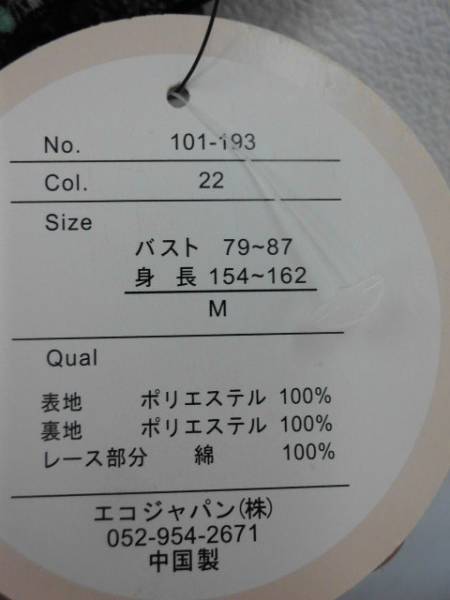 No. 101-193
Col. 22
Size
バスト 79~87
身 長 154~162
M
Qual
表地 ポリエステル 100%
裏地 ポリエステル 100%
レース部分 綿 100%
エコジャパン(株)
052-954-2671
中国製